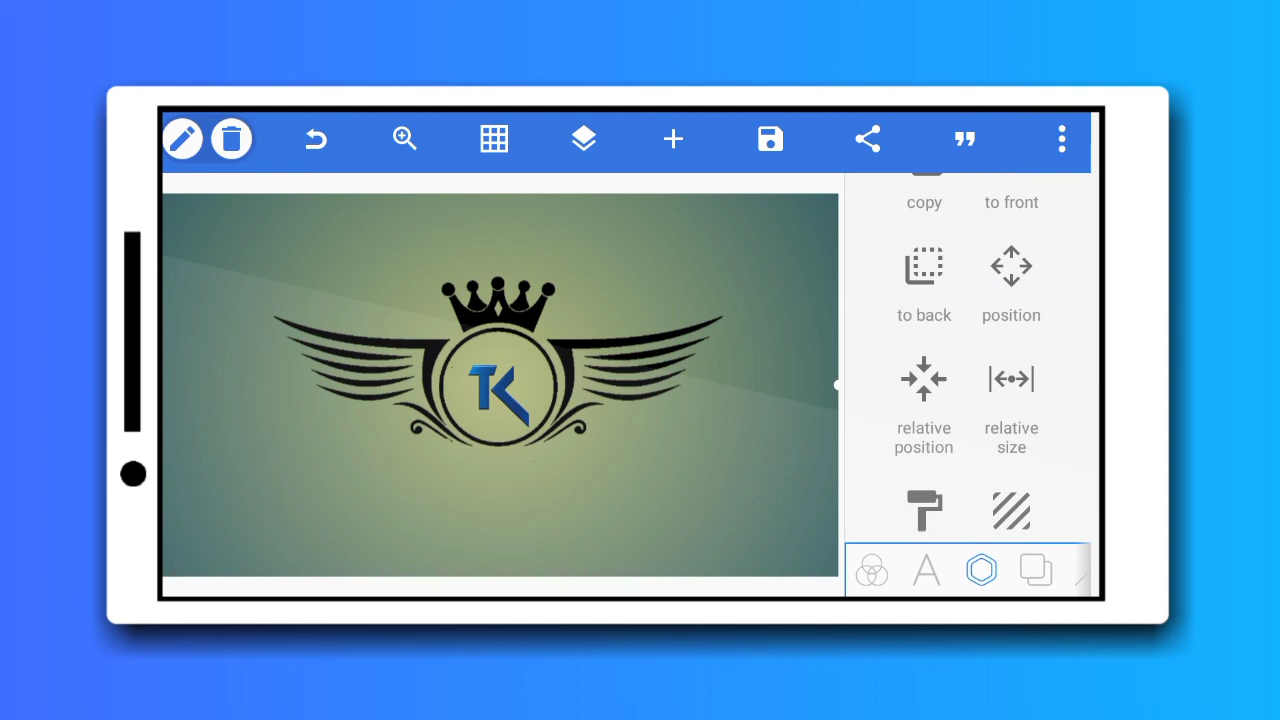 copy
to front
to back
position
relative
position
relative
size
TK